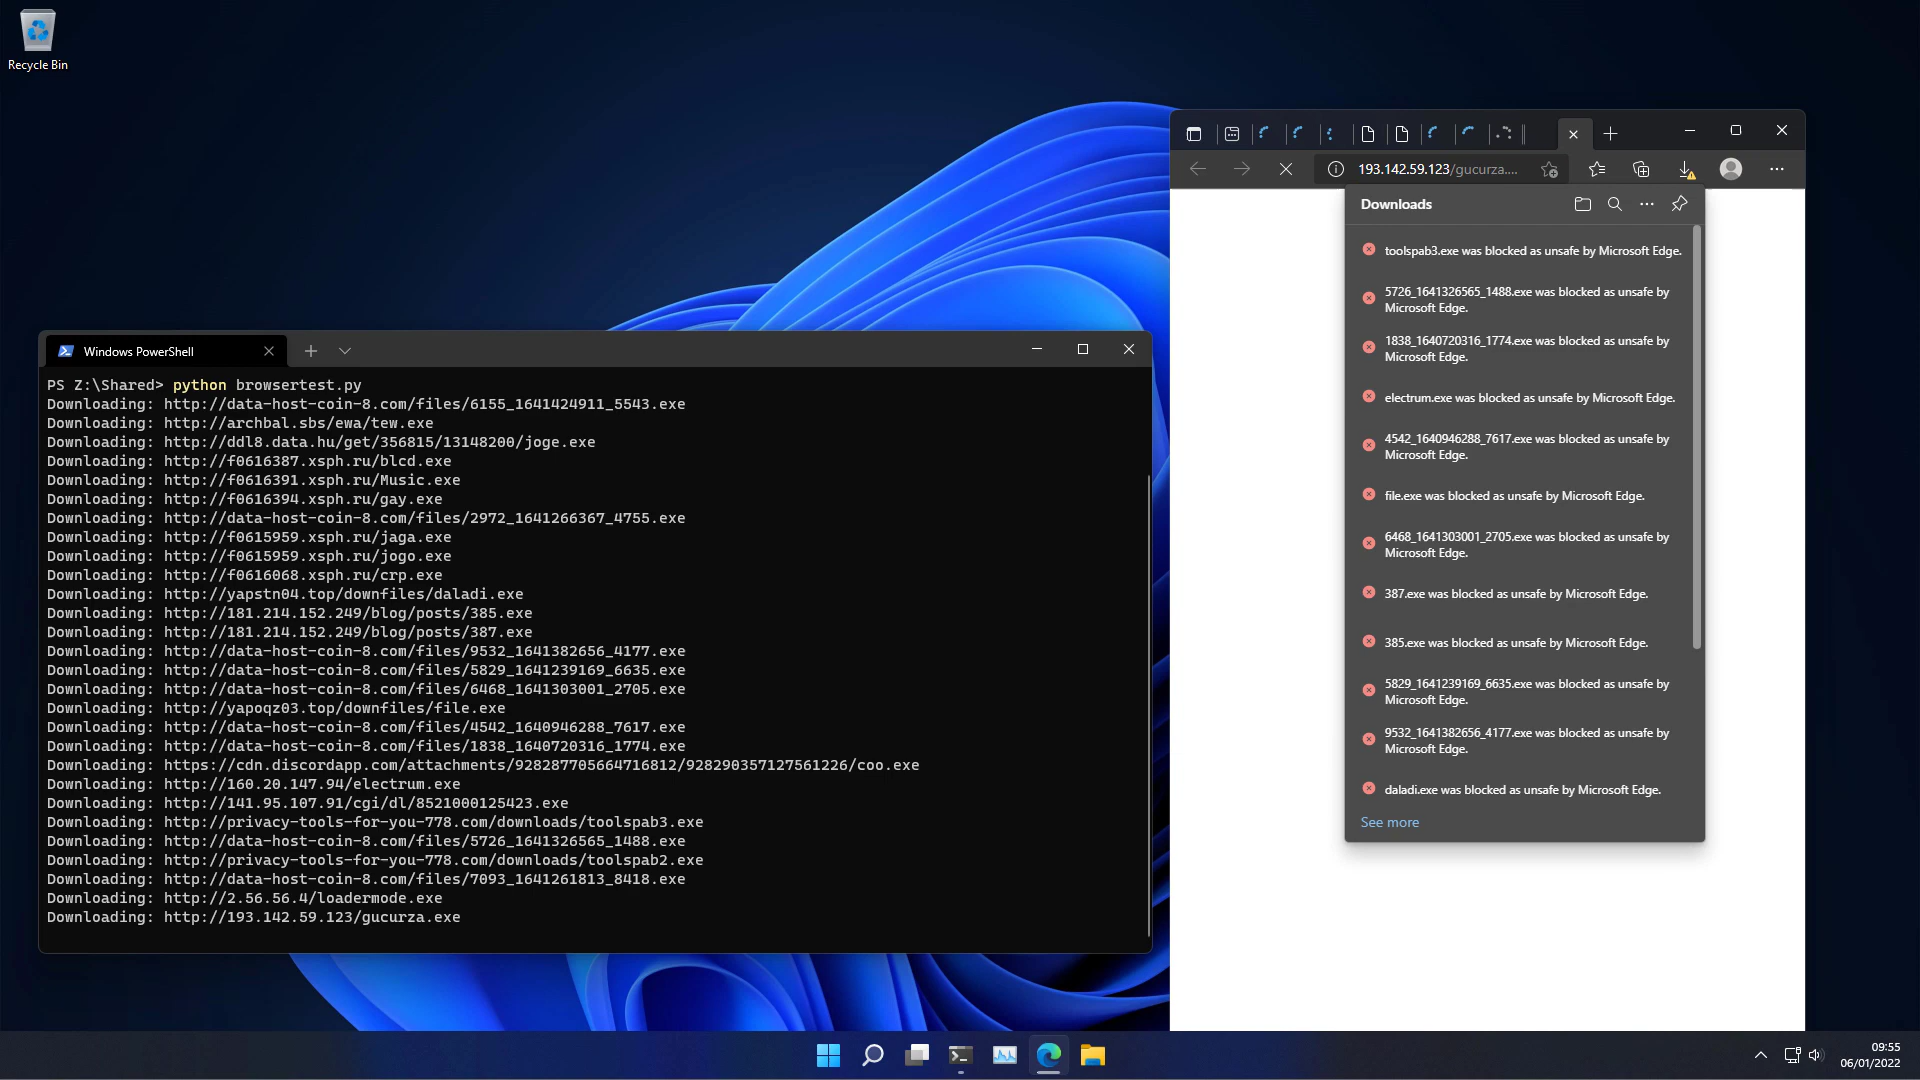 Recycle Bin
193.142.59.123/gucurza....
Downloads
toolspab3.exe was blocked as unsafe by Microsoft Edge.
5726_1641326565_1488.exe was blocked as unsafe by
Microsoft Edge.
1838_1640720316_1774.exe was blocked as unsafe by
Microsoft Edge.
electrum.exe was blocked as unsafe by Microsoft Edge.
4542_1640946288_7617.exe was blocked as unsafe by
Microsoft Edge.
file.exe was blocked as unsafe by Microsoft Edge.
6468_1641303001_2705.exe was blocked as unsafe by
Microsoft Edge.
387.exe was blocked as unsafe by Microsoft Edge.
385.exe was blocked as unsafe by Microsoft Edge.
5829_1641239169_6635.exe was blocked as unsafe by
Microsoft Edge.
9532_1641382656_4177.exe was blocked as unsafe by
Microsoft Edge.
daladi.exe was blocked as unsafe by Microsoft Edge.
See more
Windows PowerShell
PS Z:\Shared> python browsertest.py
Downloading: http://data-host-coin-8.com/files/6155_1641424911_5543.exe
Downloading: http://archbal.sbs/ewa/tew.exe
Downloading: http://ddl8.data.hu/get/356815/13148200/joge.exe
Downloading: http://f0616387.xsph.ru/blcd.exe
Downloading: http://f0616391.xsph.ru/Music.exe
Downloading: http://f0616394.xsph.ru/gay.exe
Downloading: http://data-host-coin-8.com/files/2972_1641266367_4755.exe
Downloading: http://f0615959.xsph.ru/jaga.exe
Downloading: http://f0615959.xsph.ru/jogo.exe
Downloading: http://f0616068.xsph.ru/crp.exe
Downloading: http://yapstn04.top/downfiles/daladi.exe
Downloading: http://181.214.152.249/blog/posts/385.exe
Downloading: http://181.214.152.249/blog/posts/387.exe
Downloading: http://data-host-coin-8.com/files/9532_1641382656_4177.exe
Downloading: http://data-host-coin-8.com/files/5829_1641239169_6635.exe
Downloading: http://data-host-coin-8.com/files/6468_1641303001_2705.exe
Downloading: http://yapoqz03.top/downfiles/file.exe
Downloading: http://data-host-coin-8.com/files/4542_1640946288_7617.exe
Downloading: http://data-host-coin-8.com/files/1838_1640720316_1774.exe
Downloading: https://cdn.discordapp.com/attachments/928287705664716812/928290357127561226/coo.exe
Downloading: http://160.20.147.94/electrum.exe
Downloading: http://141.95.107.91/cgi/dl/8521000125423.exe
Downloading: http://privacy-tools-for-you-778.com/downloads/toolspab3.exe
Downloading: http://data-host-coin-8.com/files/5726_1641326565_1488.exe
Downloading: http://privacy-tools-for-you-778.com/downloads/toolspab2.exe
Downloading: http://data-host-coin-8.com/files/7093_1641261813_8418.exe
Downloading: http://2.56.56.4/loadermode.exe
Downloading: http://193.142.59.123/gucurza.exe
09:55
06/01/2022